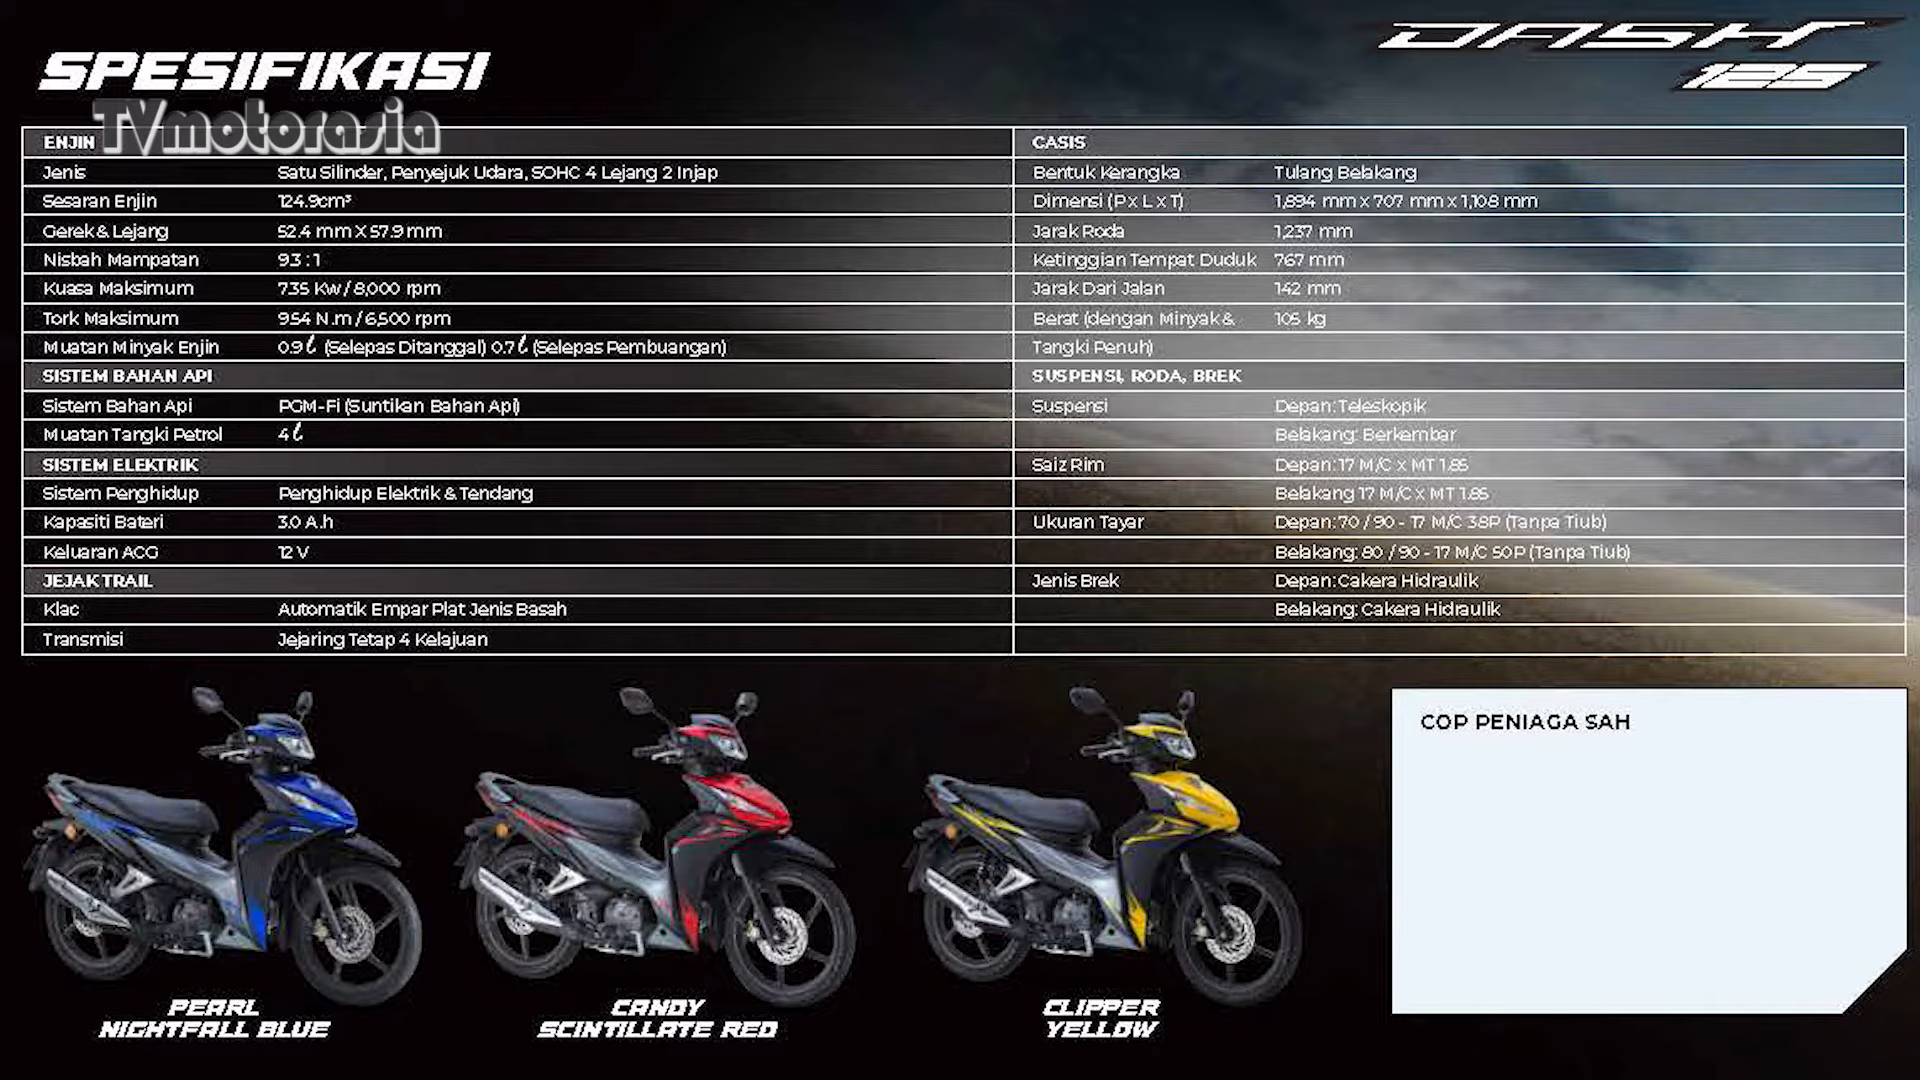 SPESIFIKASI
DASH
125
TVmotorasia
ENJIN
Jenis Satu Silinder, Penyejuk Udara, SOHC 4 Lejang 2 Injap
Sesaran Enjin 124.9cm³
Gerek & Lejang 52.4 mm X 57.9 mm
Nisbah Mampatan 9.3 : 1
Kuasa Maksimum 7.35 Kw / 8,000 rpm
Tork Maksimum 9.54 N.m / 6,500 rpm
Muatan Minyak Enjin 0.9ℓ (Selepas Ditanggal) 0.7ℓ (Selepas Pembuangan)
SISTEM BAHAN API
Sistem Bahan Api PGM-Fi (Suntikan Bahan Api)
Muatan Tangki Petrol 4ℓ
SISTEM ELEKTRIK
Sistem Penghidup Penghidup Elektrik & Tendang
Kapasiti Bateri 3.0 A.h
Keluaran ACG 12 V
JEJAK TRAIL
Klac Automatik Empar Plat Jenis Basah
Transmisi Jejaring Tetap 4 Kelajuan
CASIS
Bentuk Kerangka Tulang Belakang
Dimensi (P x L x T) 1,894 mm x 707 mm x 1,108 mm
Jarak Roda 1,237 mm
Ketinggian Tempat Duduk 767 mm
Jarak Dari Jalan 142 mm
Berat (dengan Minyak & 105 kg
Tangki Penuh)
SUSPENSI, RODA, BREK
Suspensi Depan: Teleskopik
Belakang: Berkembar
Saiz Rim Depan: 17 M/C x MT 1.85
Belakang 17 M/C x MT 1.85
Ukuran Tayar Depan: 70 / 90 - 17 M/C 38P (Tanpa Tiub)
Belakang: 80 / 90 - 17 M/C 50P (Tanpa Tiub)
Jenis Brek Depan: Cakera Hidraulik
Belakang: Cakera Hidraulik
PEARL
NIGHTFALL BLUE
CANDY
SCINTILLATE RED
CLIPPER
YELLOW
COP PENIAGA SAH